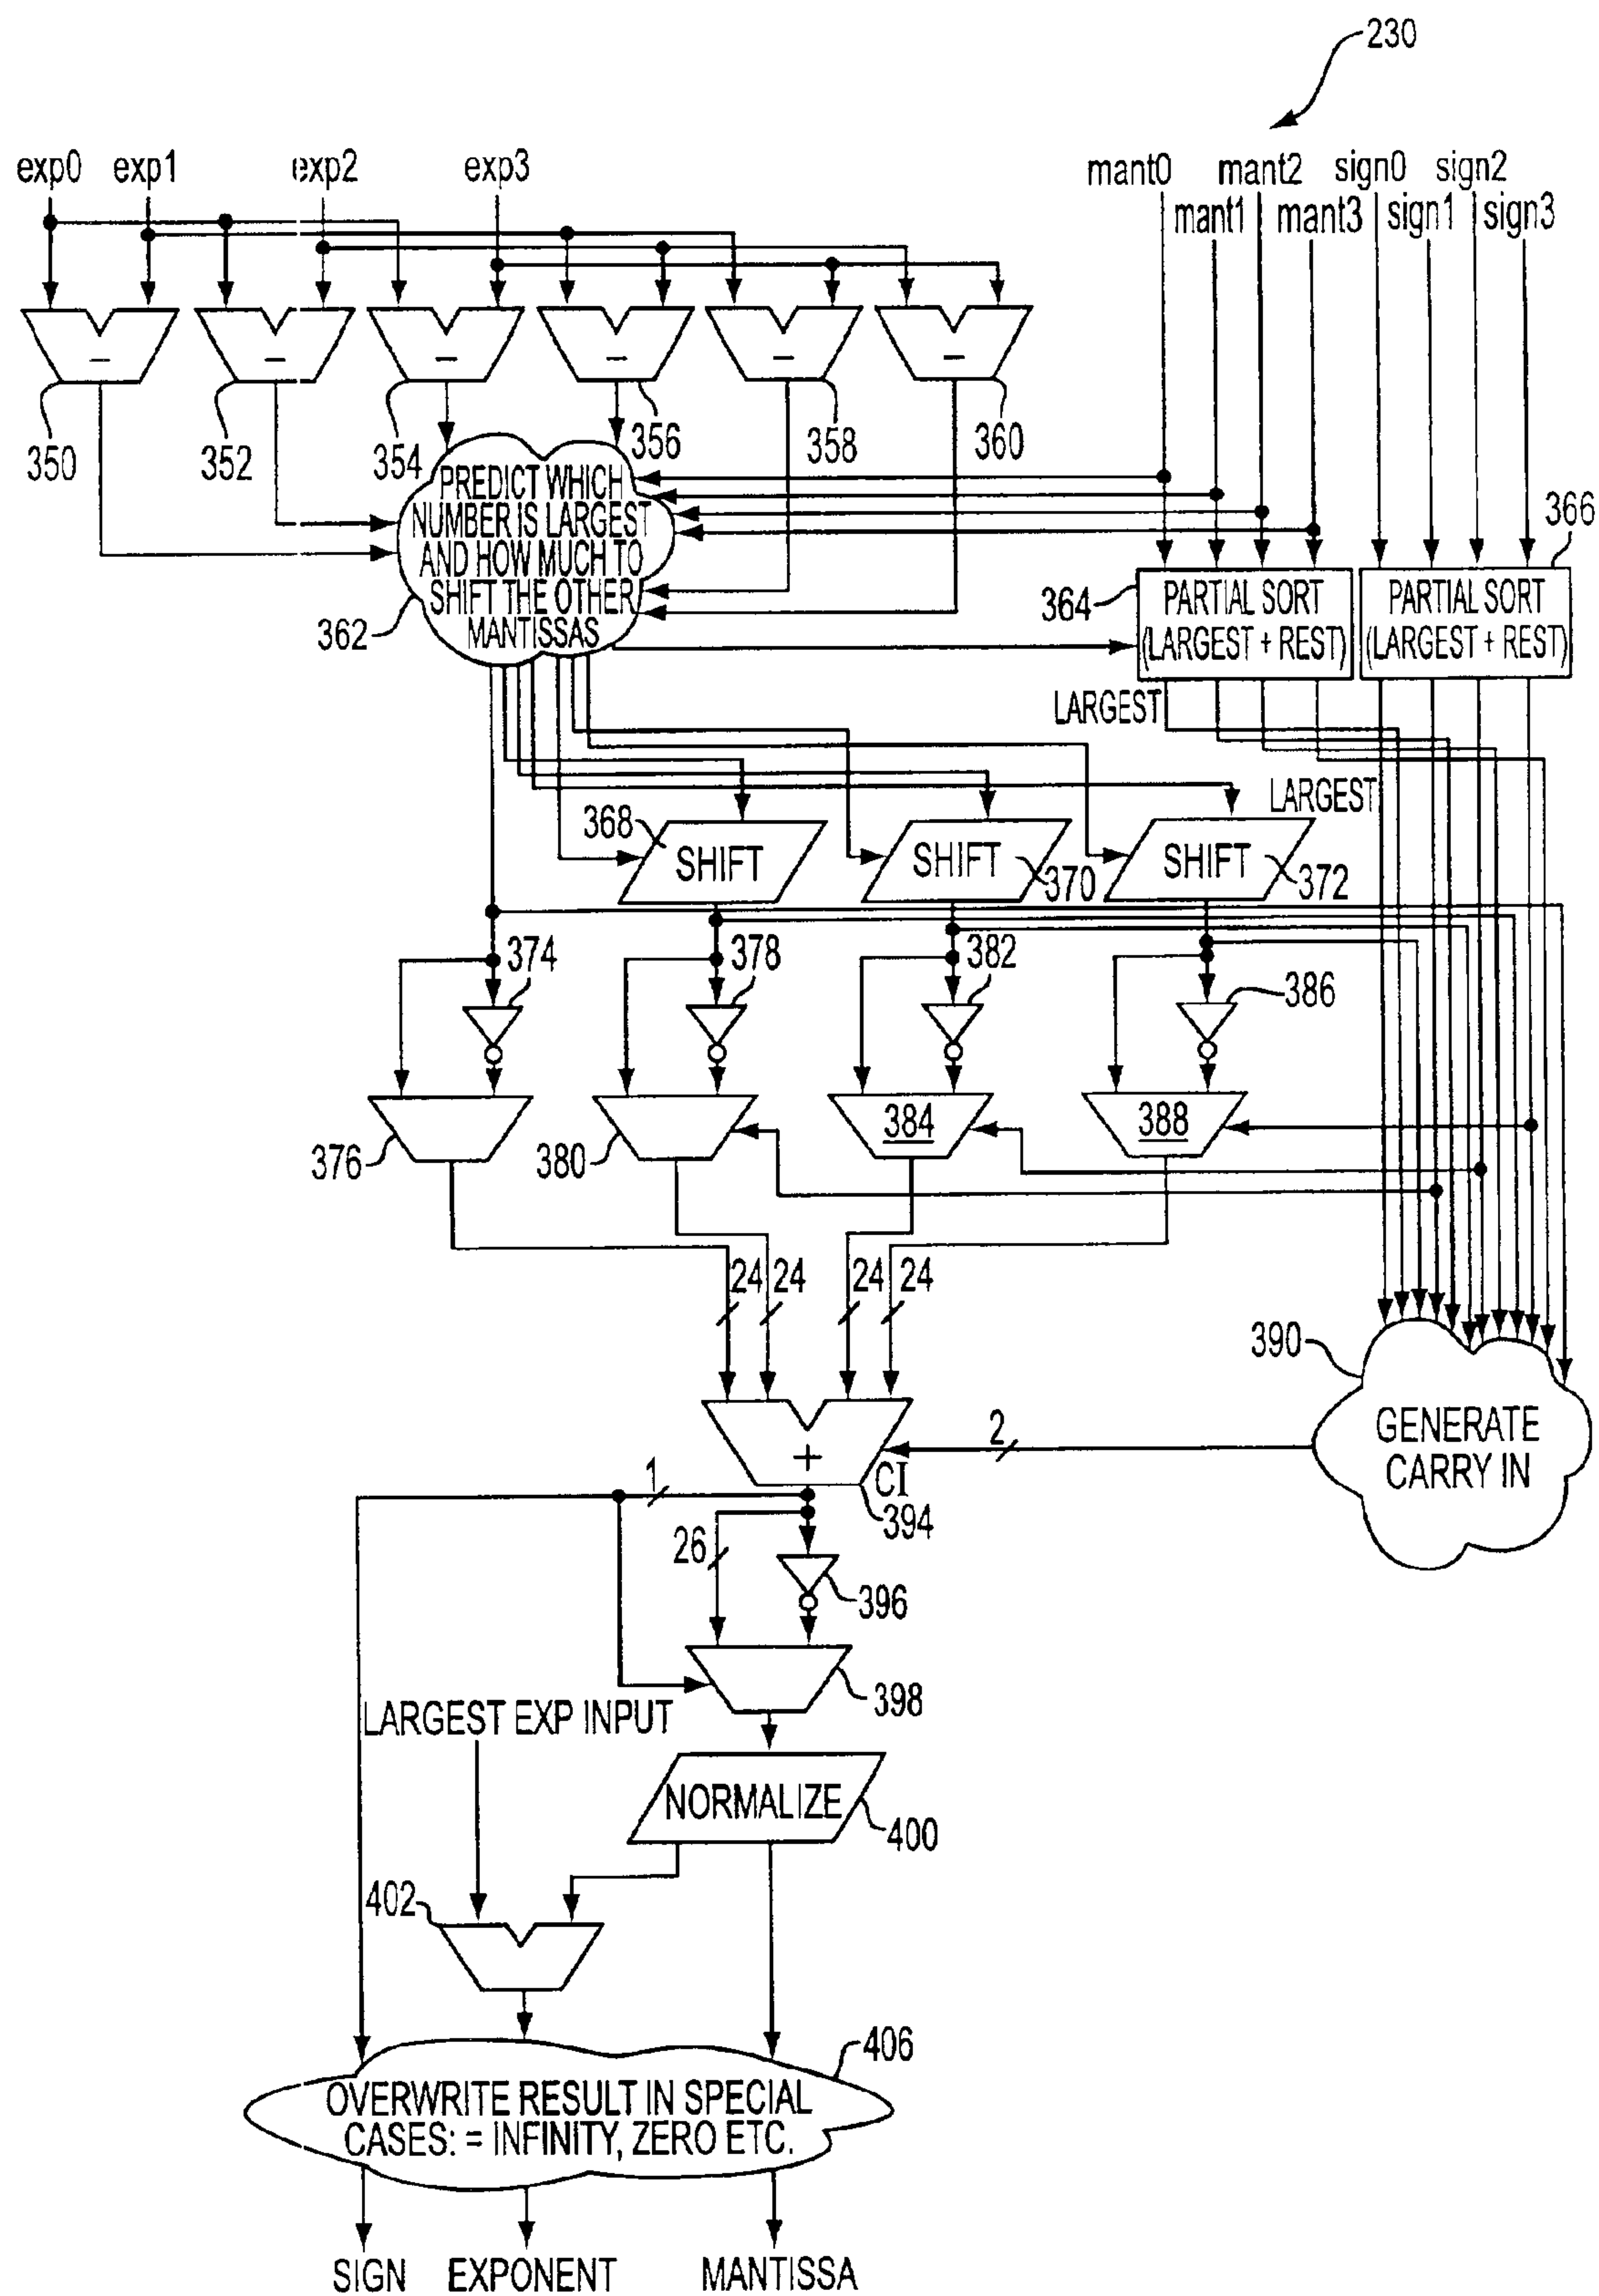 230
exp0 exp1 exp2 exp3 mant0 mant2 sign0 sign2
mant1 mant3 sign1 sign3
- - - - - -
350 352 354 356 358 360
PREDICT WHICH
NUMBER IS LARGEST
AND HOW MUCH TO
SHIFT THE OTHER
MANTISSAS
362
366
364
PARTIAL SORT
(LARGEST + REST)
PARTIAL SORT
(LARGEST + REST)
LARGEST
LARGEST
368 SHIFT
SHIFT 370
SHIFT 372
374 378 382 386
376 380 384 388
24 24 24 24
390
GENERATE
CARRY IN
2
+
CI
394
1
26
396
398
LARGEST EXP INPUT
NORMALIZE
400
402
406
OVERWRITE RESULT IN SPECIAL
CASES: = INFINITY, ZERO ETC.
SIGN EXPONENT MANTISSA